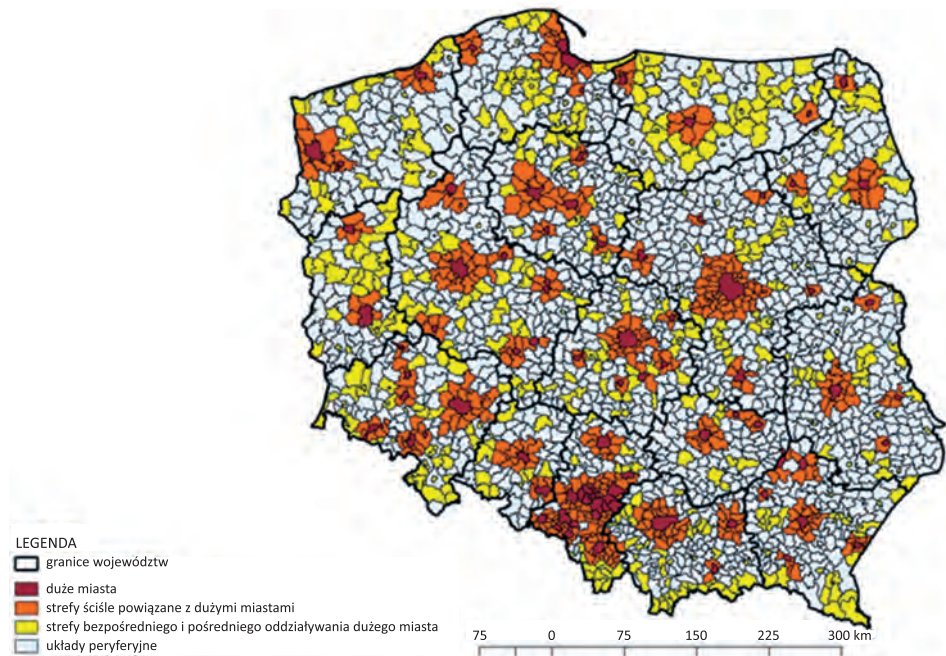 LEGENDA
granice województw
duże miasta
strefy ściśle powiązane z dużymi miastami
strefy bezpośredniego i pośredniego oddziaływania dużego miasta
układy peryferyjne
75 0 75 150 225 300 km